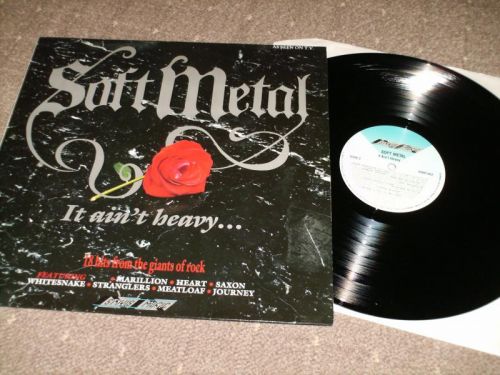 AS SEEN ON T.V.
Soft Metal
It ain't heavy...
18 hits from the giants of rock
FEATURING
MARILLION • HEART • SAXON
WHITESNAKE • STRANGLERS • MEATLOAF • JOURNEY
SOFT METAL